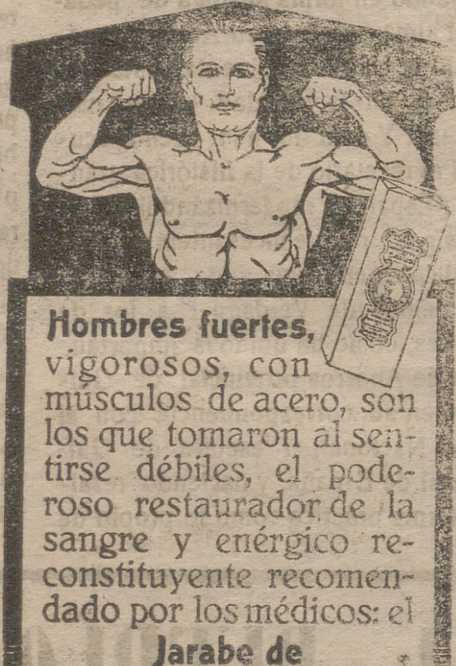 Hombres fuertes,
vigorosos, con
músculos de acero, son
los que tomaron al sen-
tirse débiles, el pode-
roso restaurador de la
sangre y enérgico re-
constituyente recomen-
dado por los médicos: el
Jarabe de